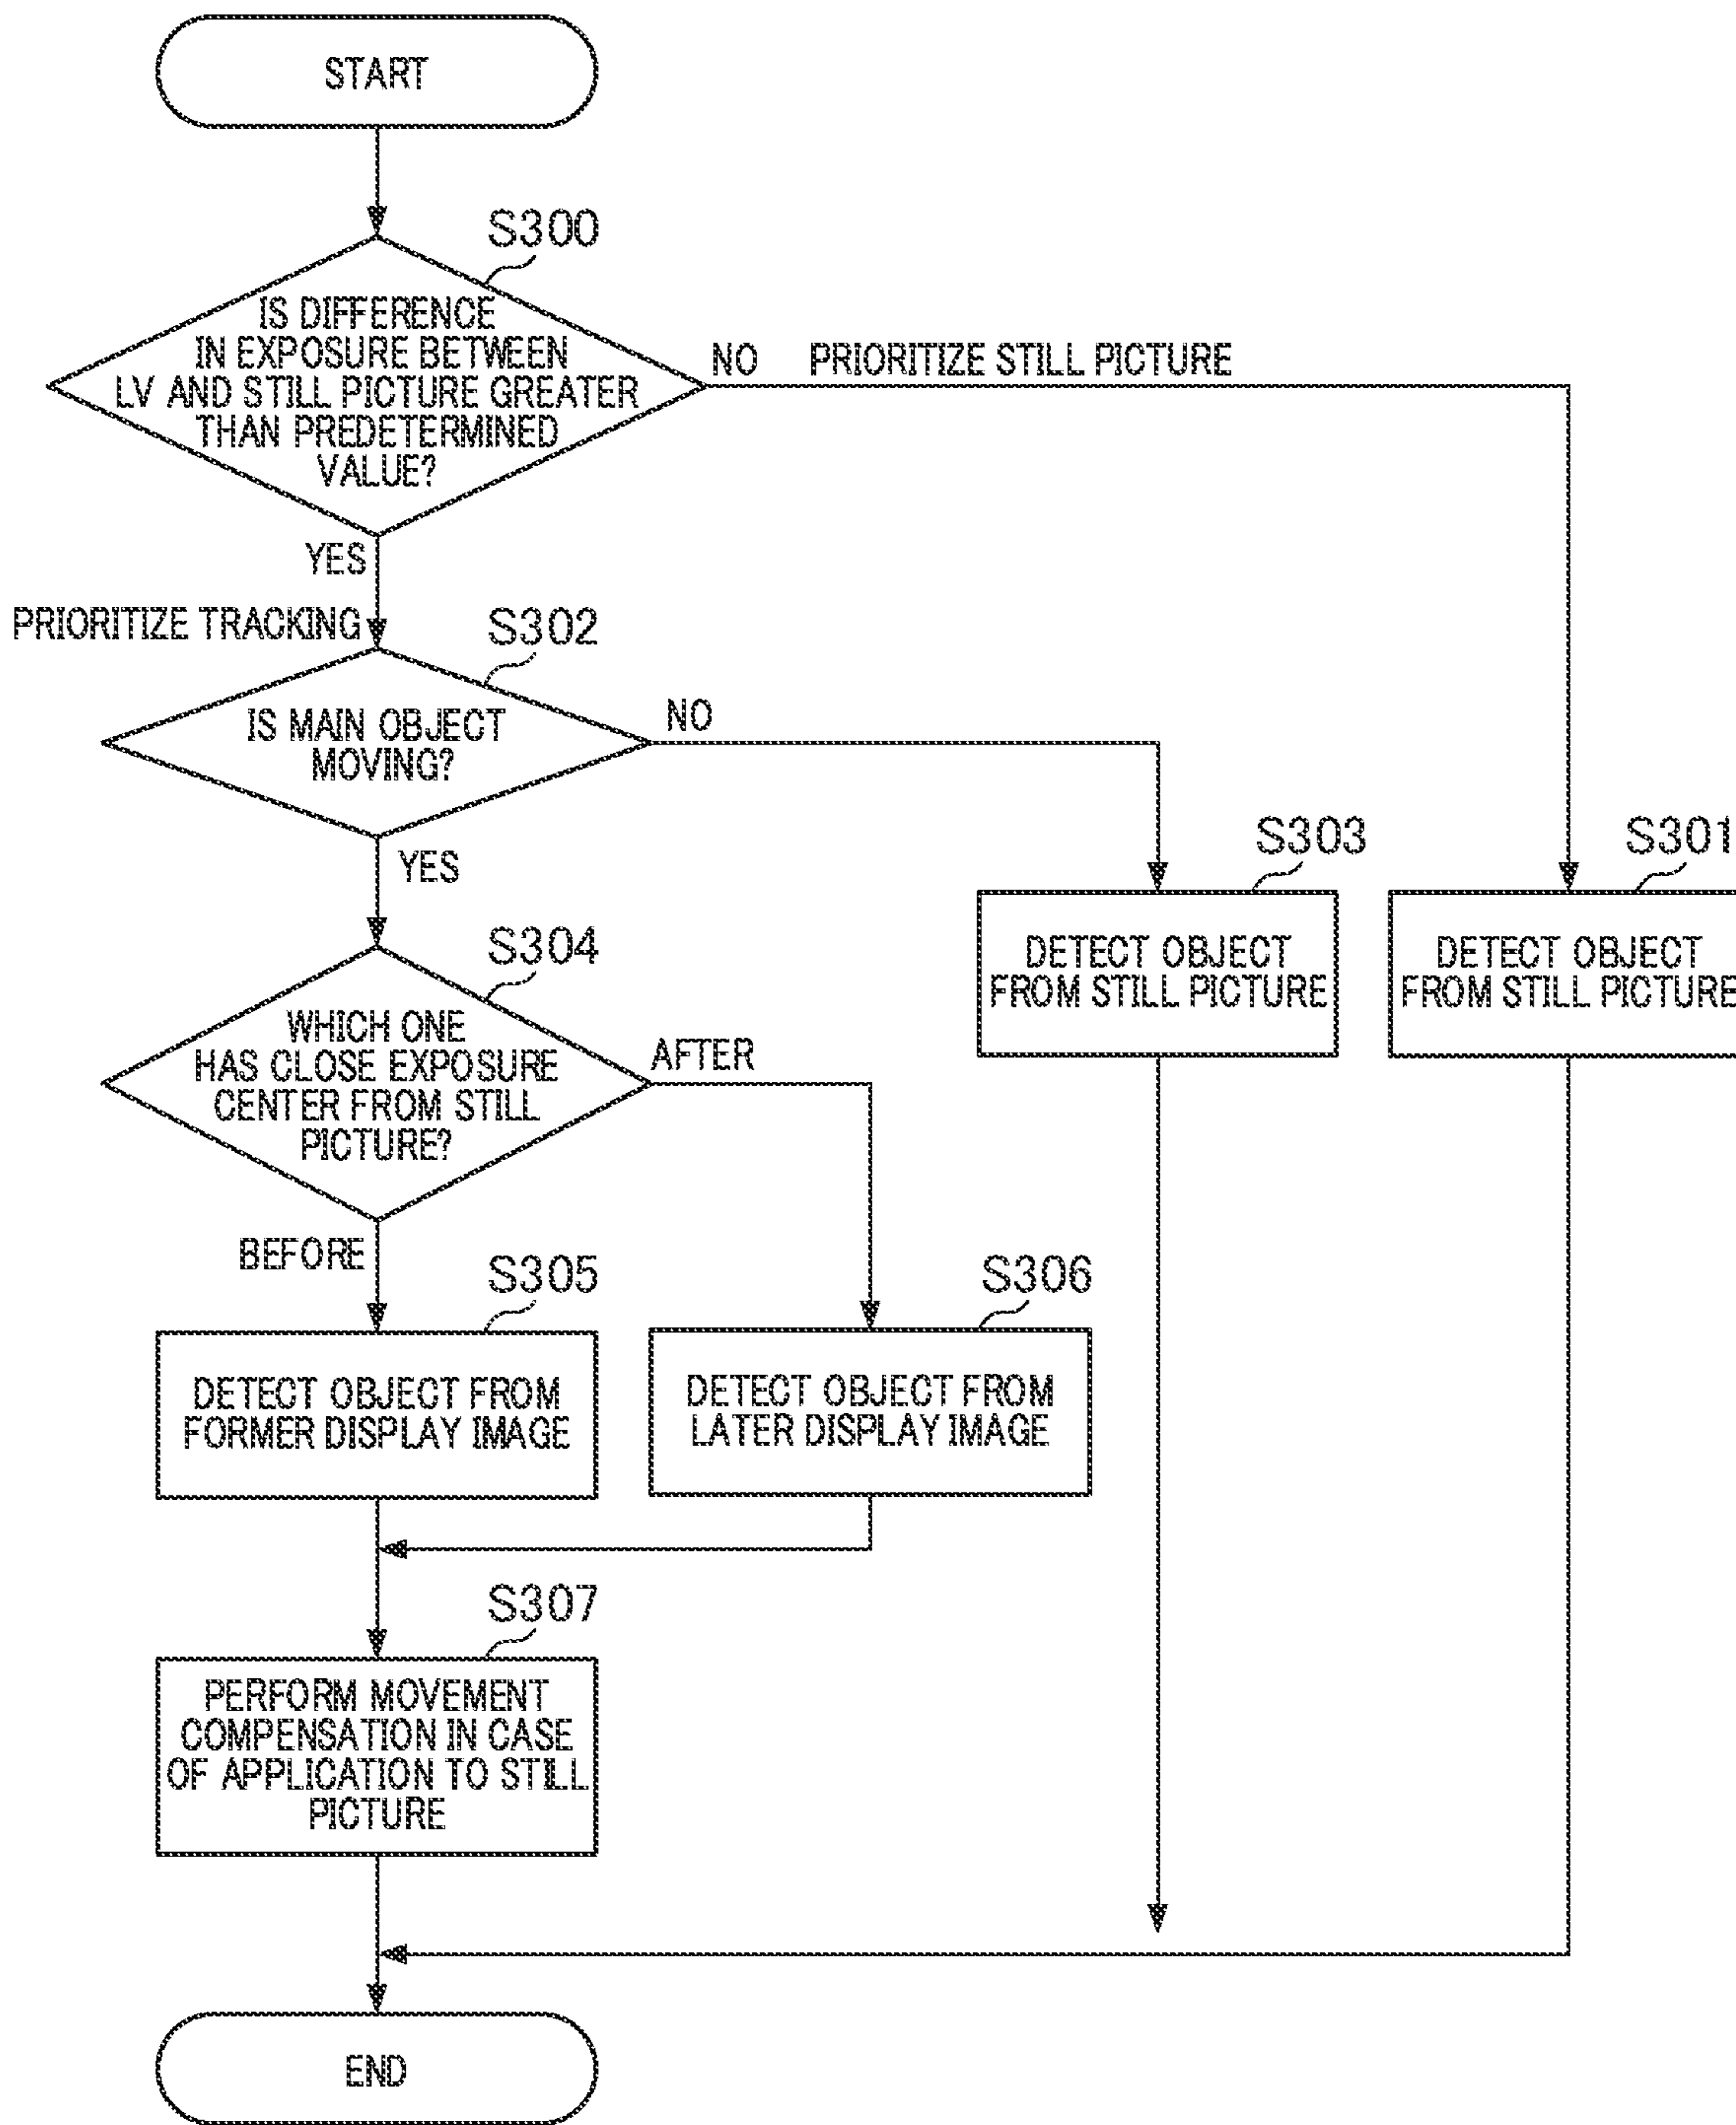 START
S300
IS DIFFERENCE
IN EXPOSURE BETWEEN
LV AND STILL PICTURE GREATER
THAN PREDETERMINED
VALUE?
NO PRIORITIZE STILL PICTURE
YES
PRIORITIZE TRACKING
S302
IS MAIN OBJECT
MOVING?
NO
YES
S303
DETECT OBJECT
FROM STILL PICTURE
S301
DETECT OBJECT
FROM STILL PICTURE
S304
WHICH ONE
HAS CLOSE EXPOSURE
CENTER FROM STILL
PICTURE?
AFTER
BEFORE
S305
DETECT OBJECT FROM
FORMER DISPLAY IMAGE
S306
DETECT OBJECT FROM
LATER DISPLAY IMAGE
S307
PERFORM MOVEMENT
COMPENSATION IN CASE
OF APPLICATION TO STILL
PICTURE
END